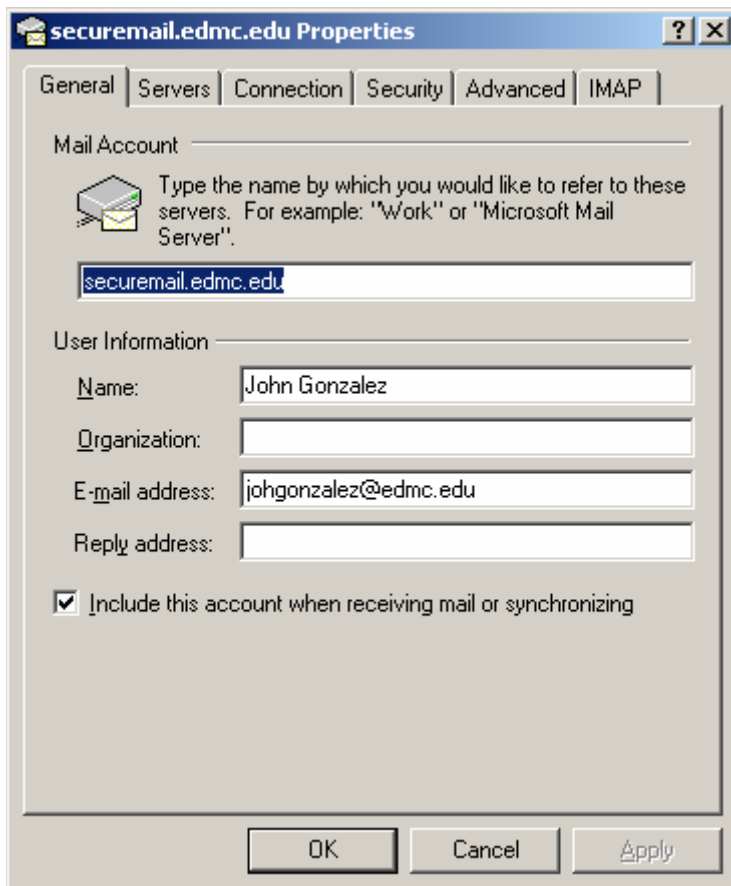 securemail.edmc.edu Properties
General Servers Connection Security Advanced IMAP
Mail Account
Type the name by which you would like to refer to these
servers. For example: "Work" or "Microsoft Mail
Server".
securemail.edmc.edu
User Information
Name: John Gonzalez
Organization:
E-mail address: johgonzalez@edmc.edu
Reply address:
Include this account when receiving mail or synchronizing
OK Cancel Apply